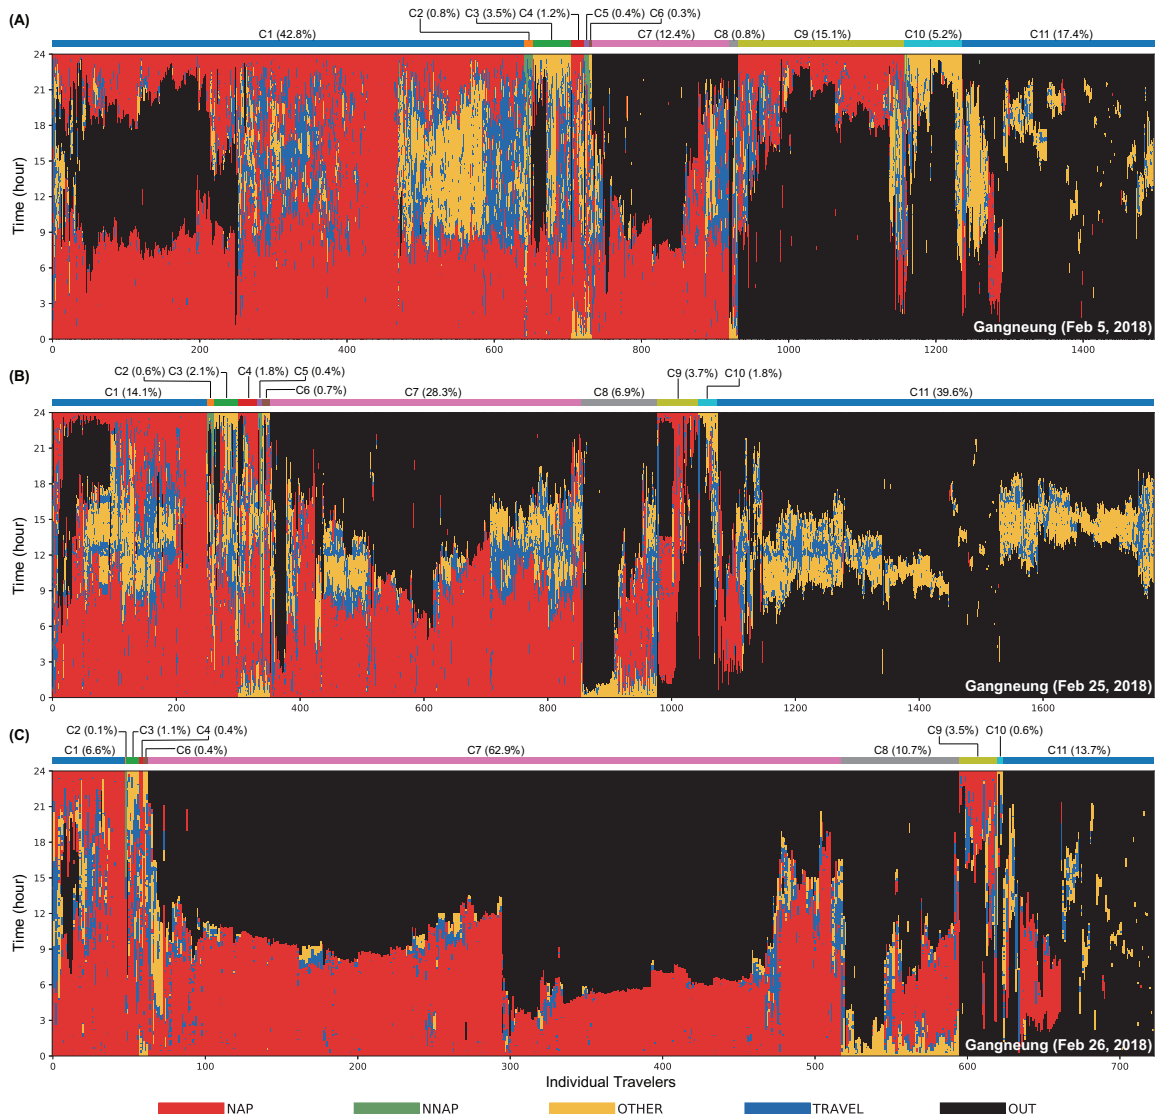 (A)
C2 (0.8%) C3 (3.5%) C4 (1.2%) C5 (0.4%) C6 (0.3%)
C1 (42.8%) C7 (12.4%) C8 (0.8%) C9 (15.1%) C10 (5.2%) C11 (17.4%)
24
21
18
15
12
9
6
3
0
Time (hour)
Gangneung (Feb 5, 2018)
0 200 400 600 800 1000 1200 1400
(B)
C2 (0.6%) C3 (2.1%) C4 (1.8%) C5 (0.4%) C9 (3.7%) C10 (1.8%)
C1 (14.1%) C6 (0.7%) C7 (28.3%) C8 (6.9%) C11 (39.6%)
24
21
18
15
12
9
6
3
0
Time (hour)
Gangneung (Feb 25, 2018)
0 200 400 600 800 1000 1200 1400 1600
(C)
C2 (0.1%) C3 (1.1%) C4 (0.4%) C9 (3.5%) C10 (0.6%)
C1 (6.6%) C6 (0.4%) C7 (62.9%) C8 (10.7%) C11 (13.7%)
24
21
18
15
12
9
6
3
0
Time (hour)
Gangneung (Feb 26, 2018)
0 100 200 300 400 500 600 700
Individual Travelers
NAP NNAP OTHER TRAVEL OUT